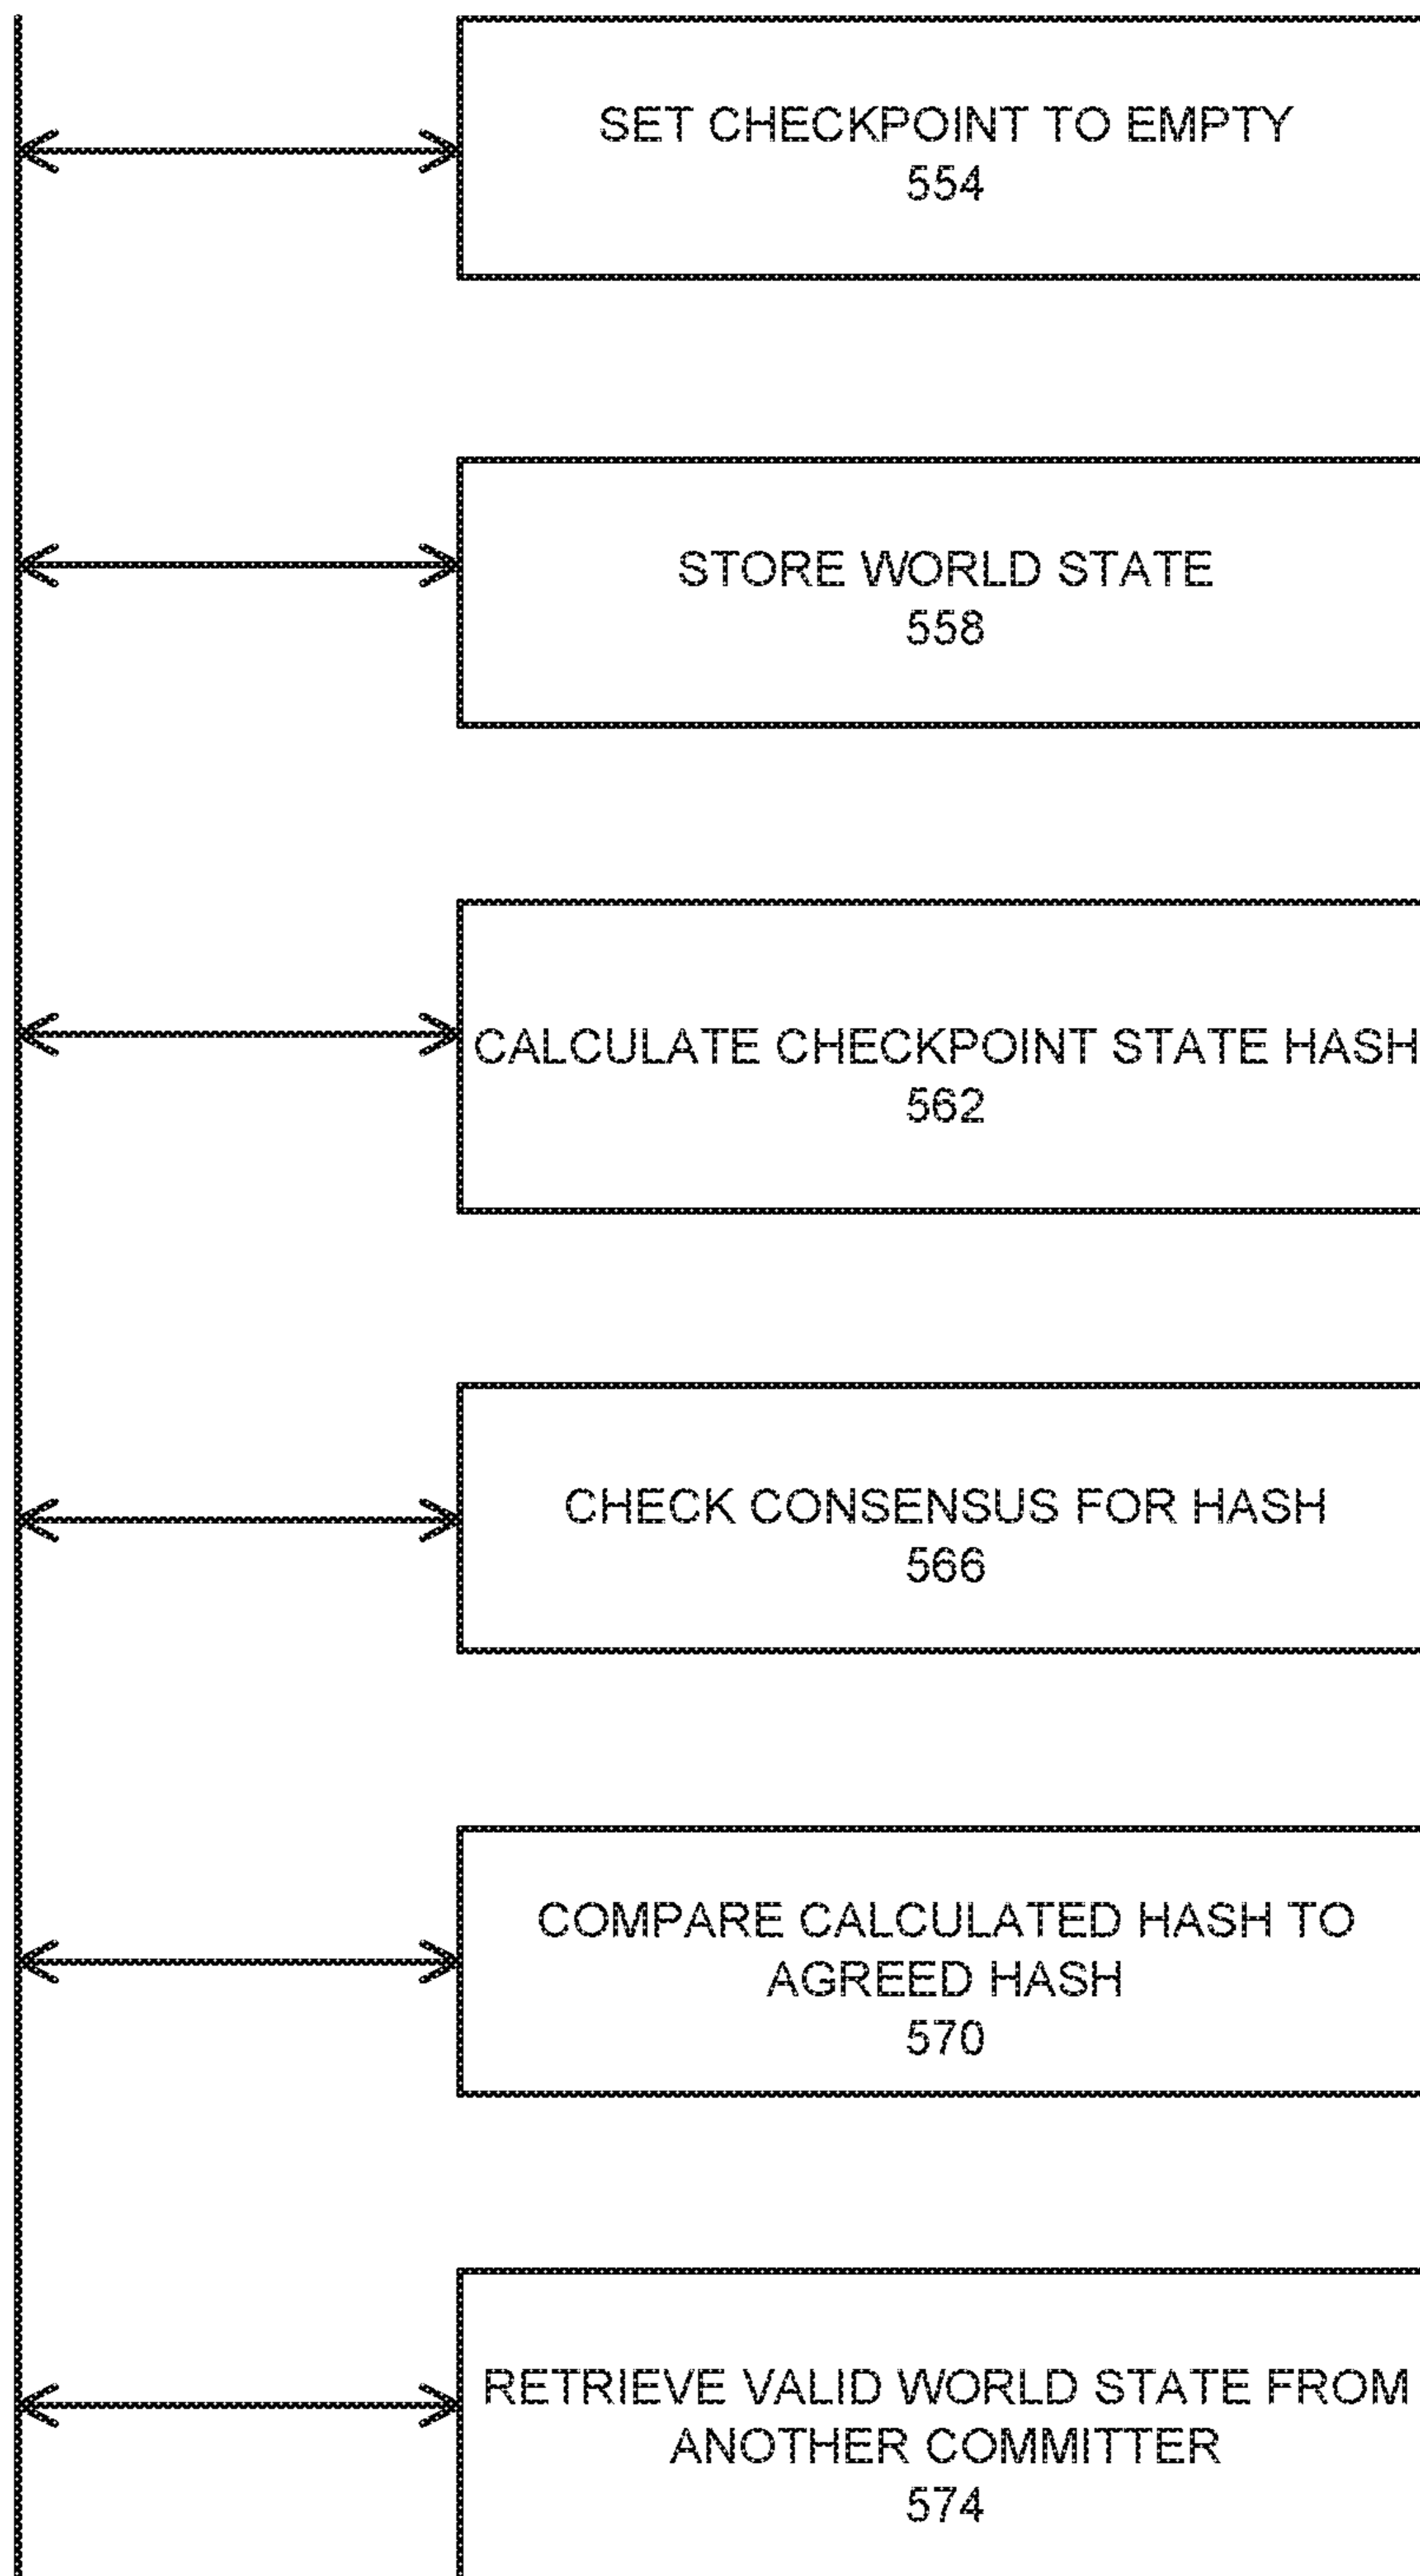 SET CHECKPOINT TO EMPTY
554
STORE WORLD STATE
558
CALCULATE CHECKPOINT STATE HASH
562
CHECK CONSENSUS FOR HASH
566
COMPARE CALCULATED HASH TO
AGREED HASH
570
RETRIEVE VALID WORLD STATE FROM
ANOTHER COMMITTER
574